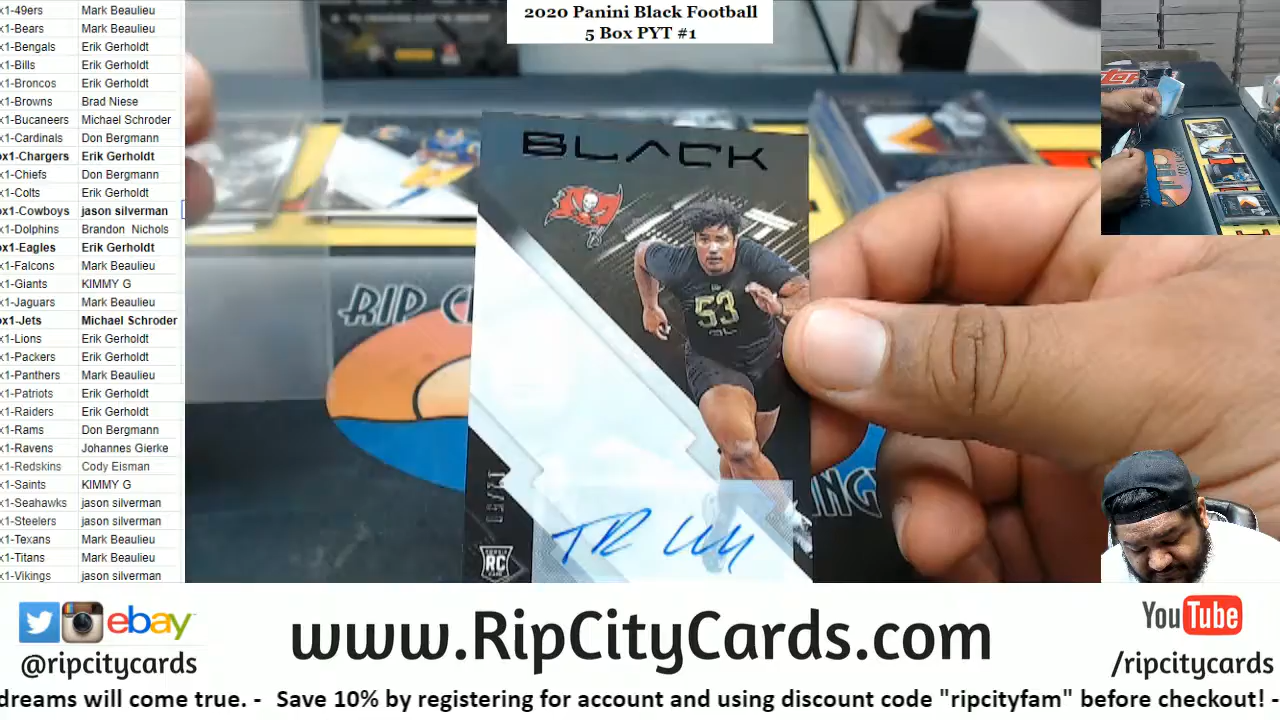 2020 Panini Black Football
5 Box PYT #1
x1-49ers Mark Beaulieu
x1-Bears Mark Beaulieu
x1-Bengals Erik Gerholdt
x1-Bills Erik Gerholdt
x1-Broncos Erik Gerholdt
x1-Browns Brad Niese
x1-Bucaneers Michael Schroder
x1-Cardinals Don Bergmann
ox1-Chargers Erik Gerholdt
x1-Chiefs Don Bergmann
x1-Colts Erik Gerholdt
ox1-Cowboys jason silverman
x1-Dolphins Brandon Nichols
ox1-Eagles Erik Gerholdt
x1-Falcons Mark Beaulieu
x1-Giants KIMMY G
x1-Jaguars Mark Beaulieu
ox1-Jets Michael Schroder
x1-Lions Erik Gerholdt
x1-Packers Erik Gerholdt
x1-Panthers Mark Beaulieu
x1-Patriots Erik Gerholdt
x1-Raiders Erik Gerholdt
x1-Rams Don Bergmann
x1-Ravens Johannes Gierke
x1-Redskins Cody Eisman
x1-Saints KIMMY G
x1-Seahawks jason silverman
x1-Steelers jason silverman
x1-Texans Mark Beaulieu
x1-Titans Mark Beaulieu
x1-Vikings jason silverman
BLACK
53
OL
RIP C
ING
RC
ebay
@ripcitycards
www.RipCityCards.com
YouTube
/ripcitycards
dreams will come true. - Save 10% by registering for account and using discount code "ripcityfam" before checkout! -